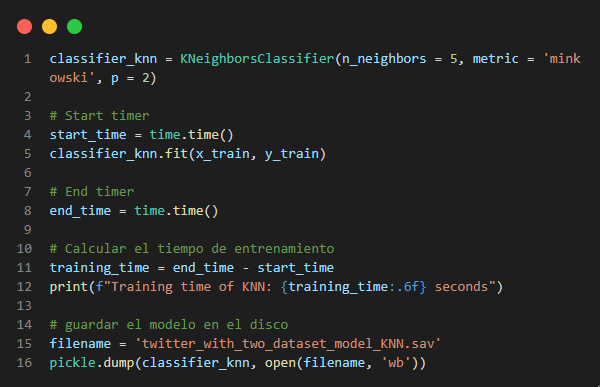 1 classifier_knn = KNeighborsClassifier(n_neighbors = 5, metric = 'mink
owski', p = 2)
2
3 # Start timer
4 start_time = time.time()
5 classifier_knn.fit(x_train, y_train)
6
7 # End timer
8 end_time = time.time()
9
10 # Calcular el tiempo de entrenamiento
11 training_time = end_time - start_time
12 print(f"Training time of KNN: {training_time:.6f} seconds")
13
14 # guardar el modelo en el disco
15 filename = 'twitter_with_two_dataset_model_KNN.sav'
16 pickle.dump(classifier_knn, open(filename, 'wb'))